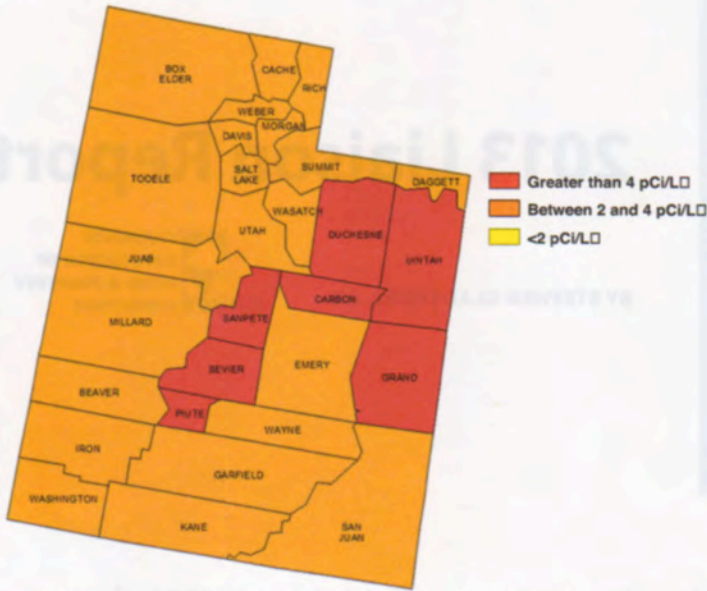 BOX
ELDER
CACHE
RICH
WEBER
MORGAN
DAVIS
SALT
LAKE
SUMMIT
DAGGETT
TOOELE
WASATCH
UTAH
DUCHESNE
UINTAH
JUAB
CARBON
SANPETE
MILLARD
EMERY
GRAND
SEVIER
BEAVER
PIUTE
WAYNE
IRON
GARFIELD
WASHINGTON
KANE
SAN
JUAN
Greater than 4 pCi/L□
Between 2 and 4 pCi/L□
<2 pCi/L□
2013 Lining Report